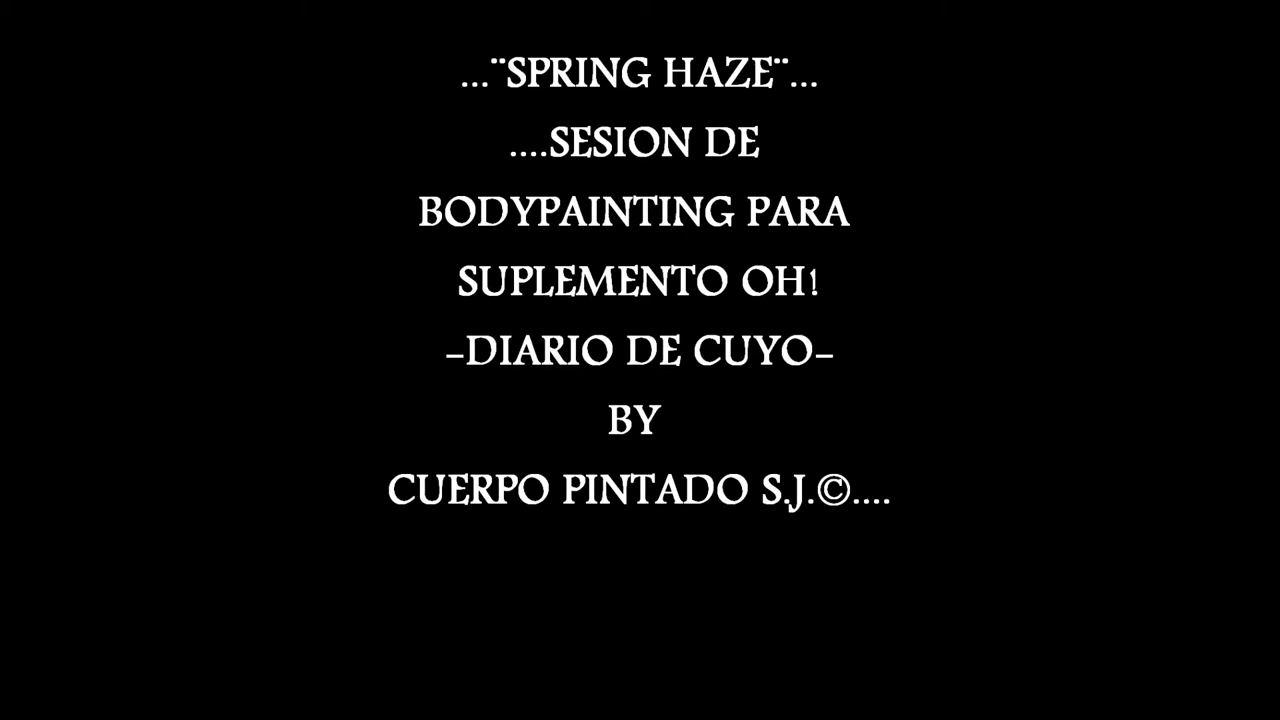 ...¨SPRING HAZE¨...
....SESION DE
BODYPAINTING PARA
SUPLEMENTO OH!
-DIARIO DE CUYO-
BY
CUERPO PINTADO S.J.©....